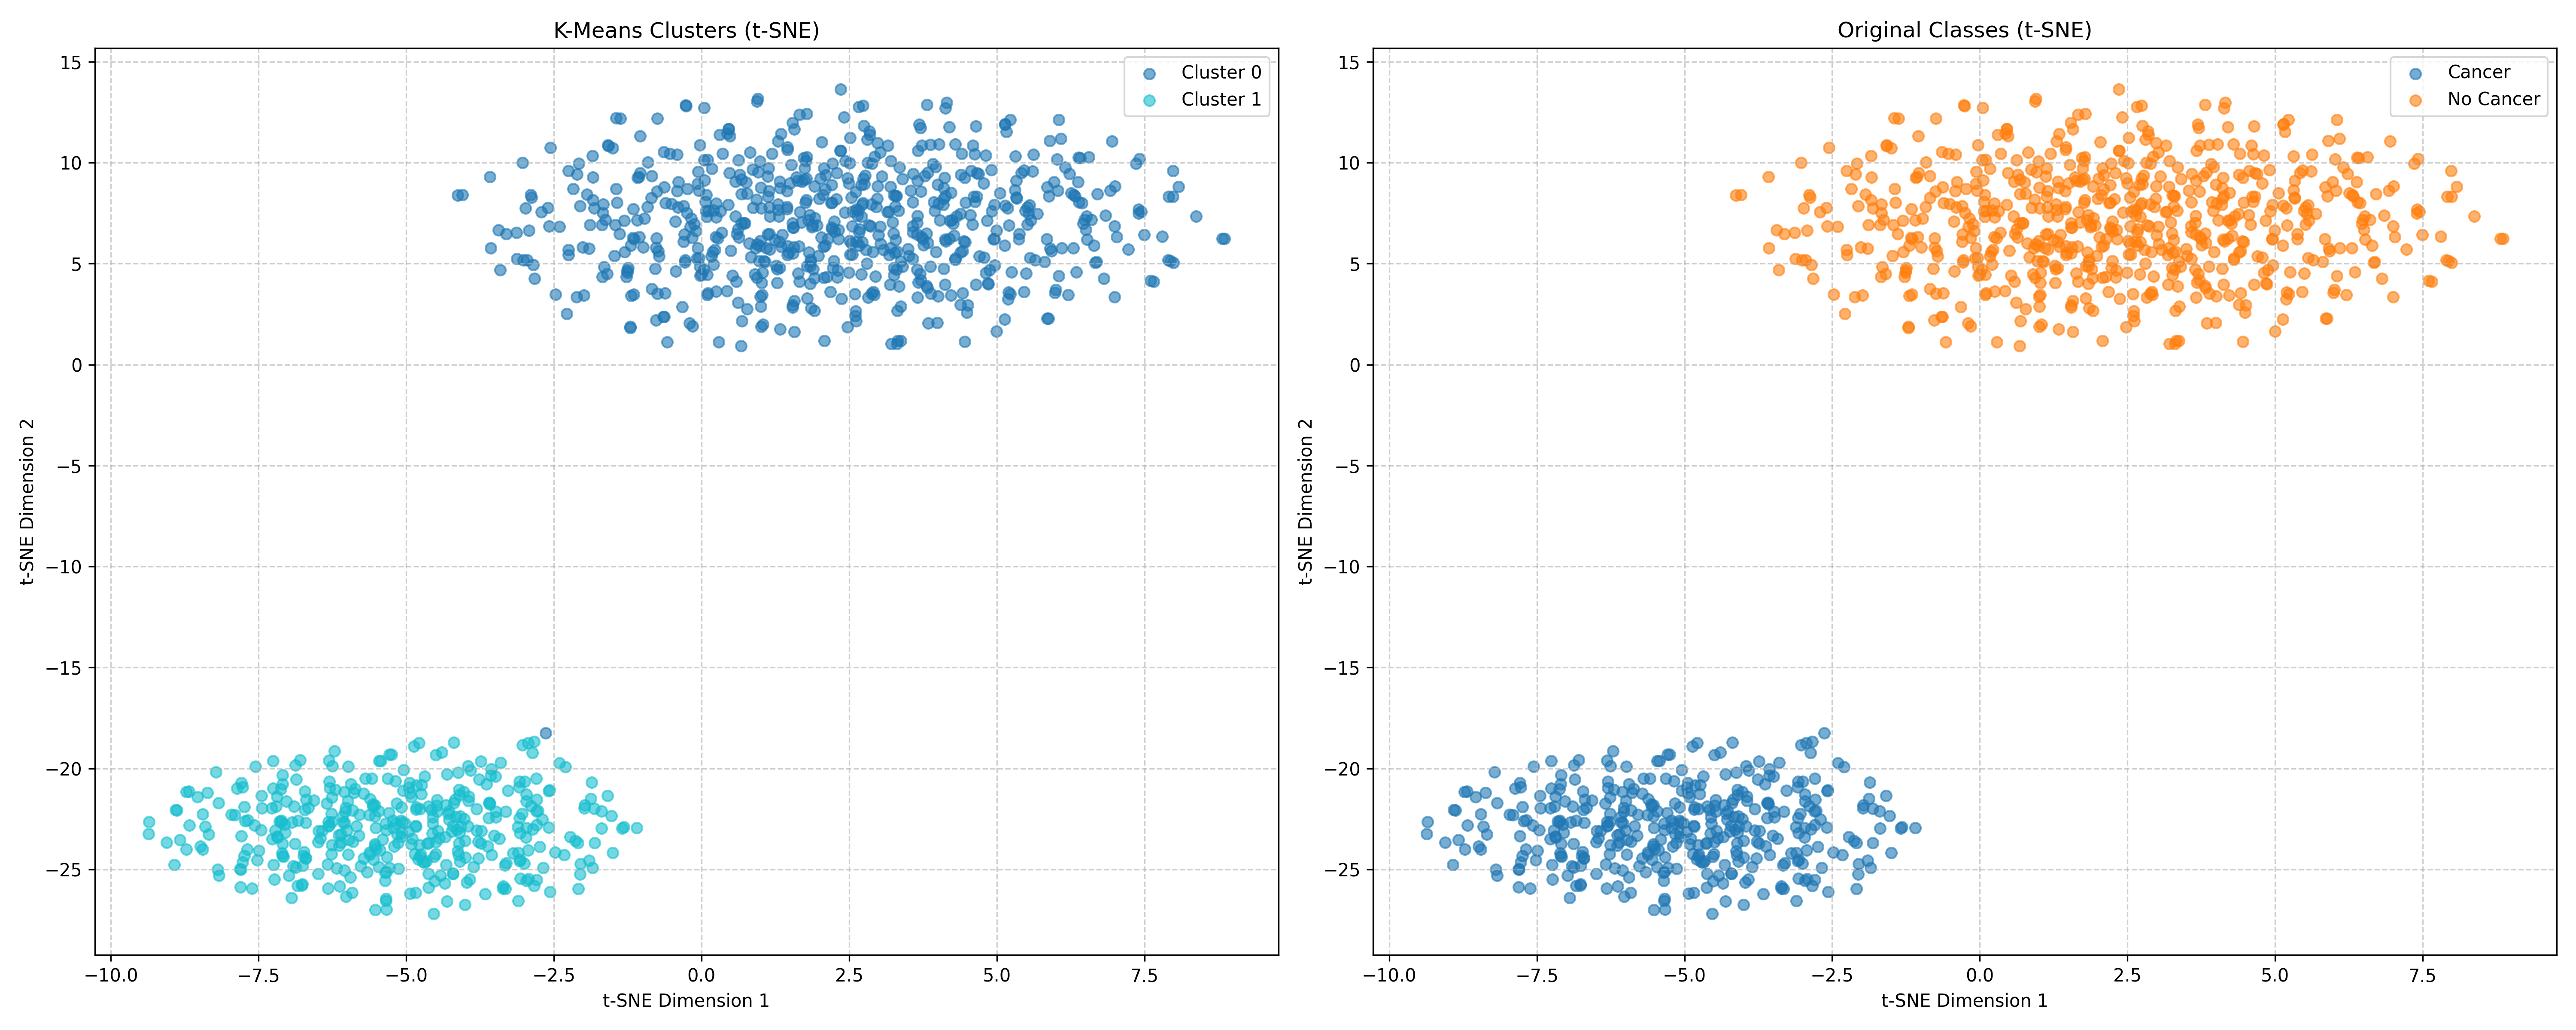 K-Means Clusters (t-SNE)
Cluster 0
Cluster 1
15
10
5
0
−5
−10
−15
−20
−25
t-SNE Dimension 2
−10.0 −7.5 −5.0 −2.5 0.0 2.5 5.0 7.5
t-SNE Dimension 1
Original Classes (t-SNE)
Cancer
No Cancer
15
10
5
0
−5
−10
−15
−20
−25
t-SNE Dimension 2
−10.0 −7.5 −5.0 −2.5 0.0 2.5 5.0 7.5
t-SNE Dimension 1